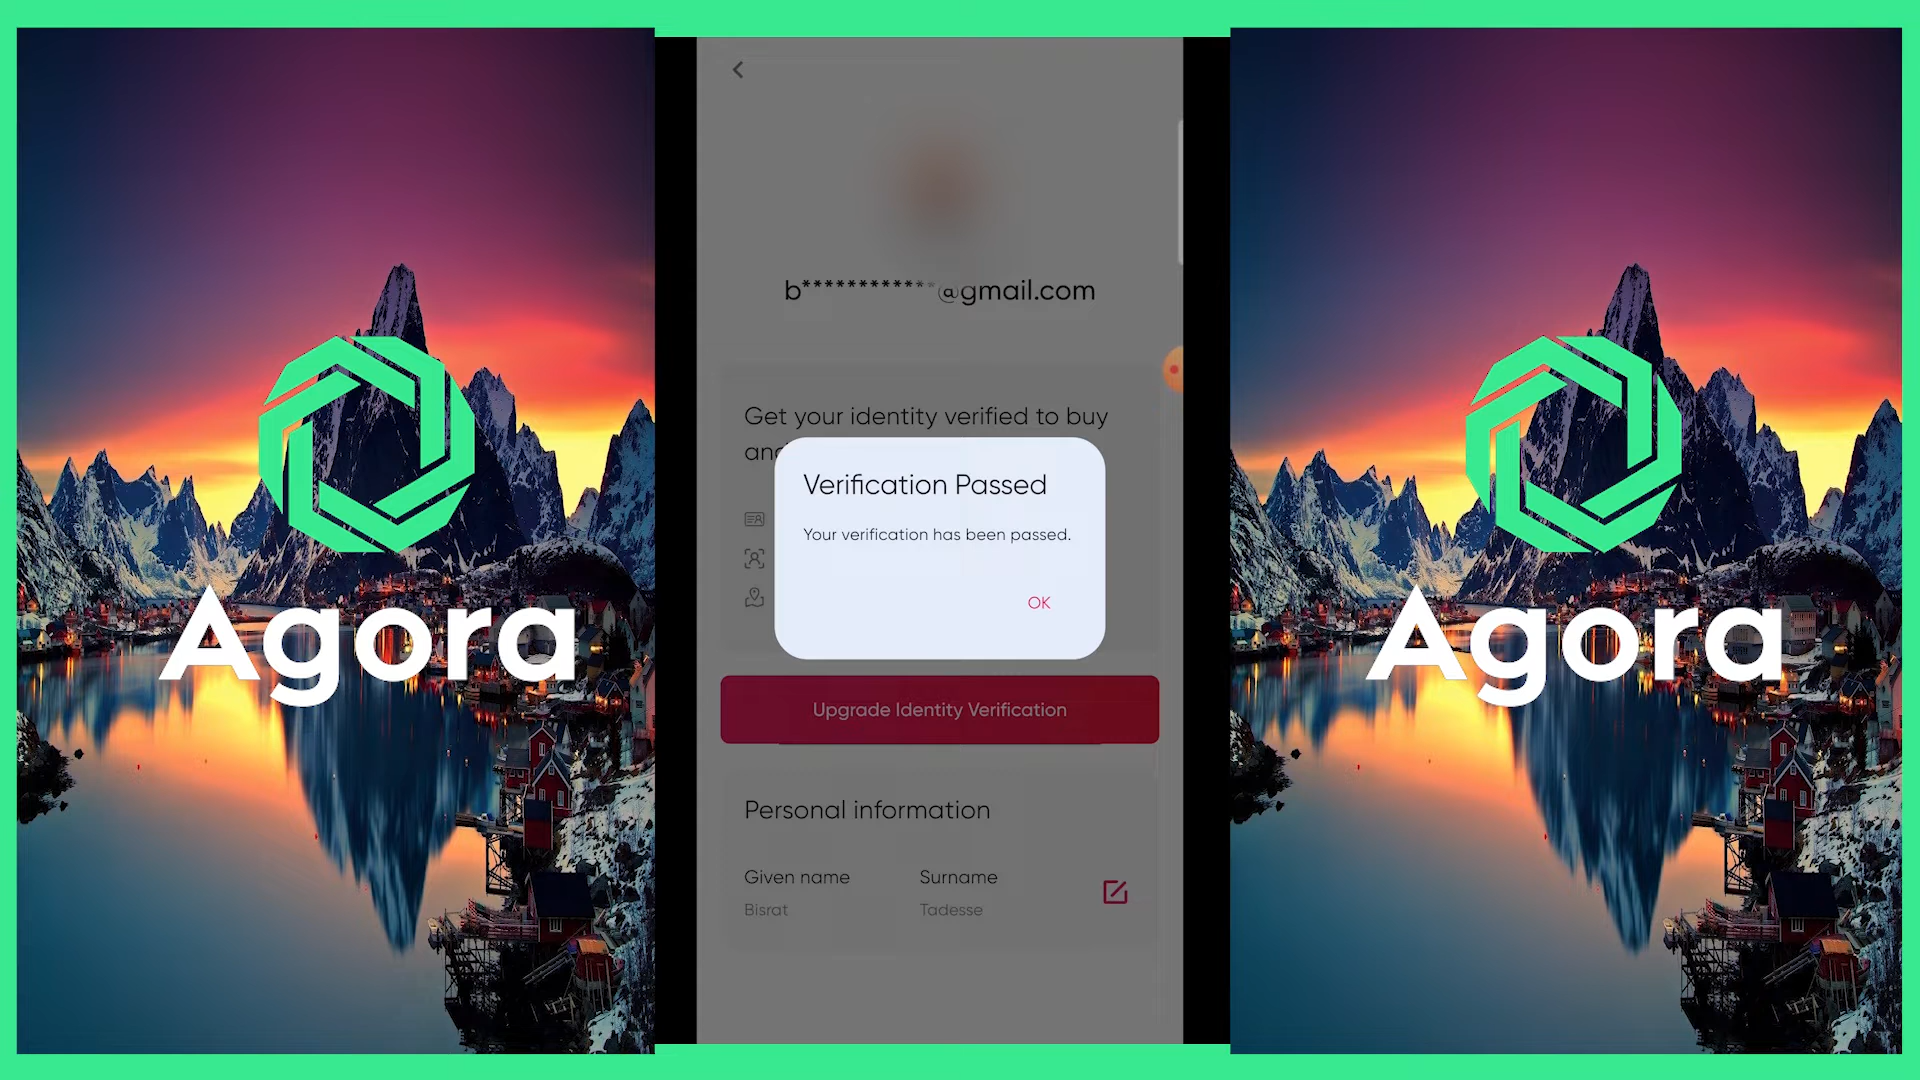 Agora
b************@gmail.com
Get your identity verified to buy
and
Verification Passed
Your verification has been passed.
OK
Upgrade Identity Verification
Personal information
Given name
Surname
Bisrat
Tadesse
Agora